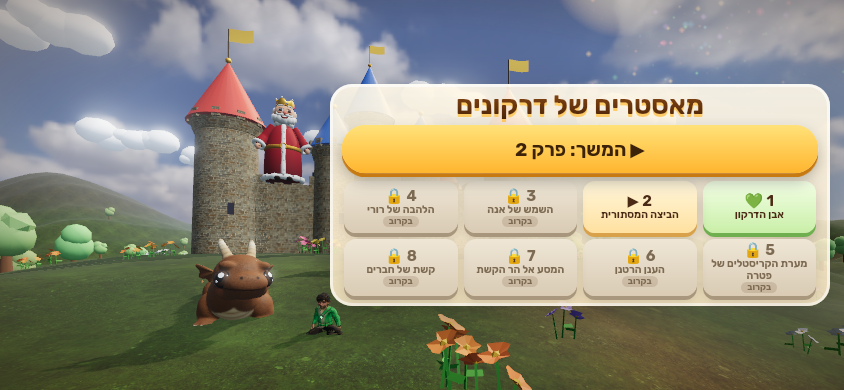 מאסטרים של דרקונים
▶ המשך: פרק 2
1 💚
אבן הדרקון
2 ▶
הביצה המסתורית
3 🔒
השמש של אנה
בקרוב
4 🔒
הלהבה של רורי
בקרוב
5 🔒
מערת הקריסטלים של
פטרה
בקרוב
6 🔒
הענן הרטנן
בקרוב
7 🔒
המסע אל הר הקשת
בקרוב
8 🔒
קשת של חברים
בקרוב